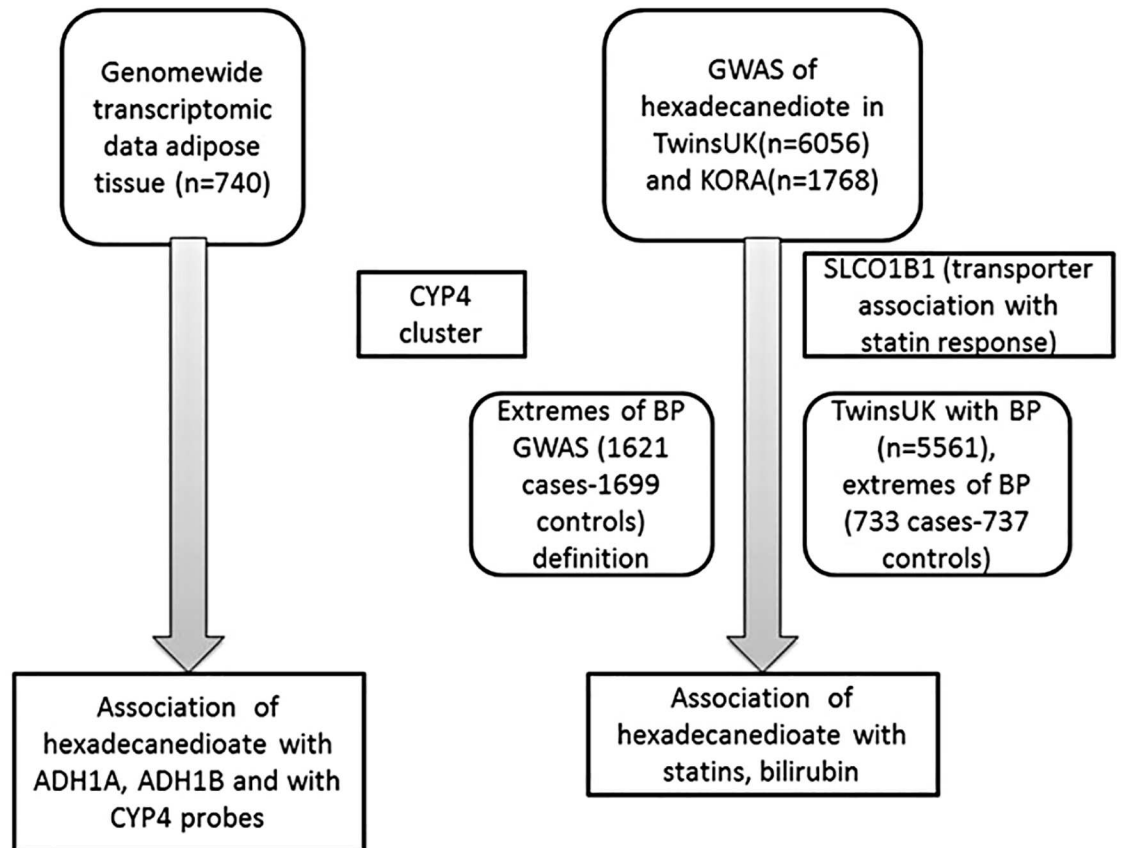 Genomewide
transcriptomic
data adipose
tissue (n=740)
GWAS of
hexadecanediote in
TwinsUK(n=6056)
and KORA(n=1768)
CYP4
cluster
SLCO1B1 (transporter
association with
statin response)
Extremes of BP
GWAS (1621
cases-1699
controls)
definition
TwinsUK with BP
(n=5561),
extremes of BP
(733 cases-737
controls)
Association of
hexadecanedioate with
ADH1A, ADH1B and with
CYP4 probes
Association of
hexadecanedioate with
statins, bilirubin